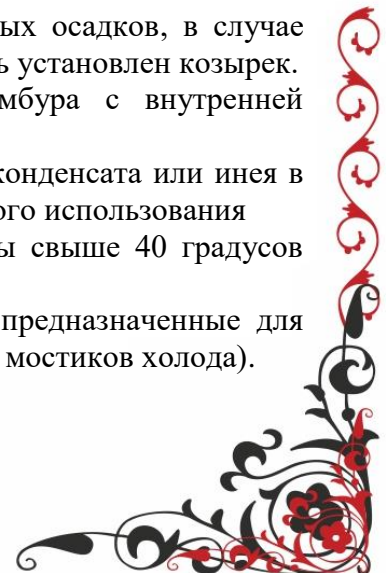 ых осадков, в случае
ь установлен козырек.
мбура с внутренней
конденсата или инея в
ого использования
ы свыше 40 градусов
предназначенные для
мостиков холода).